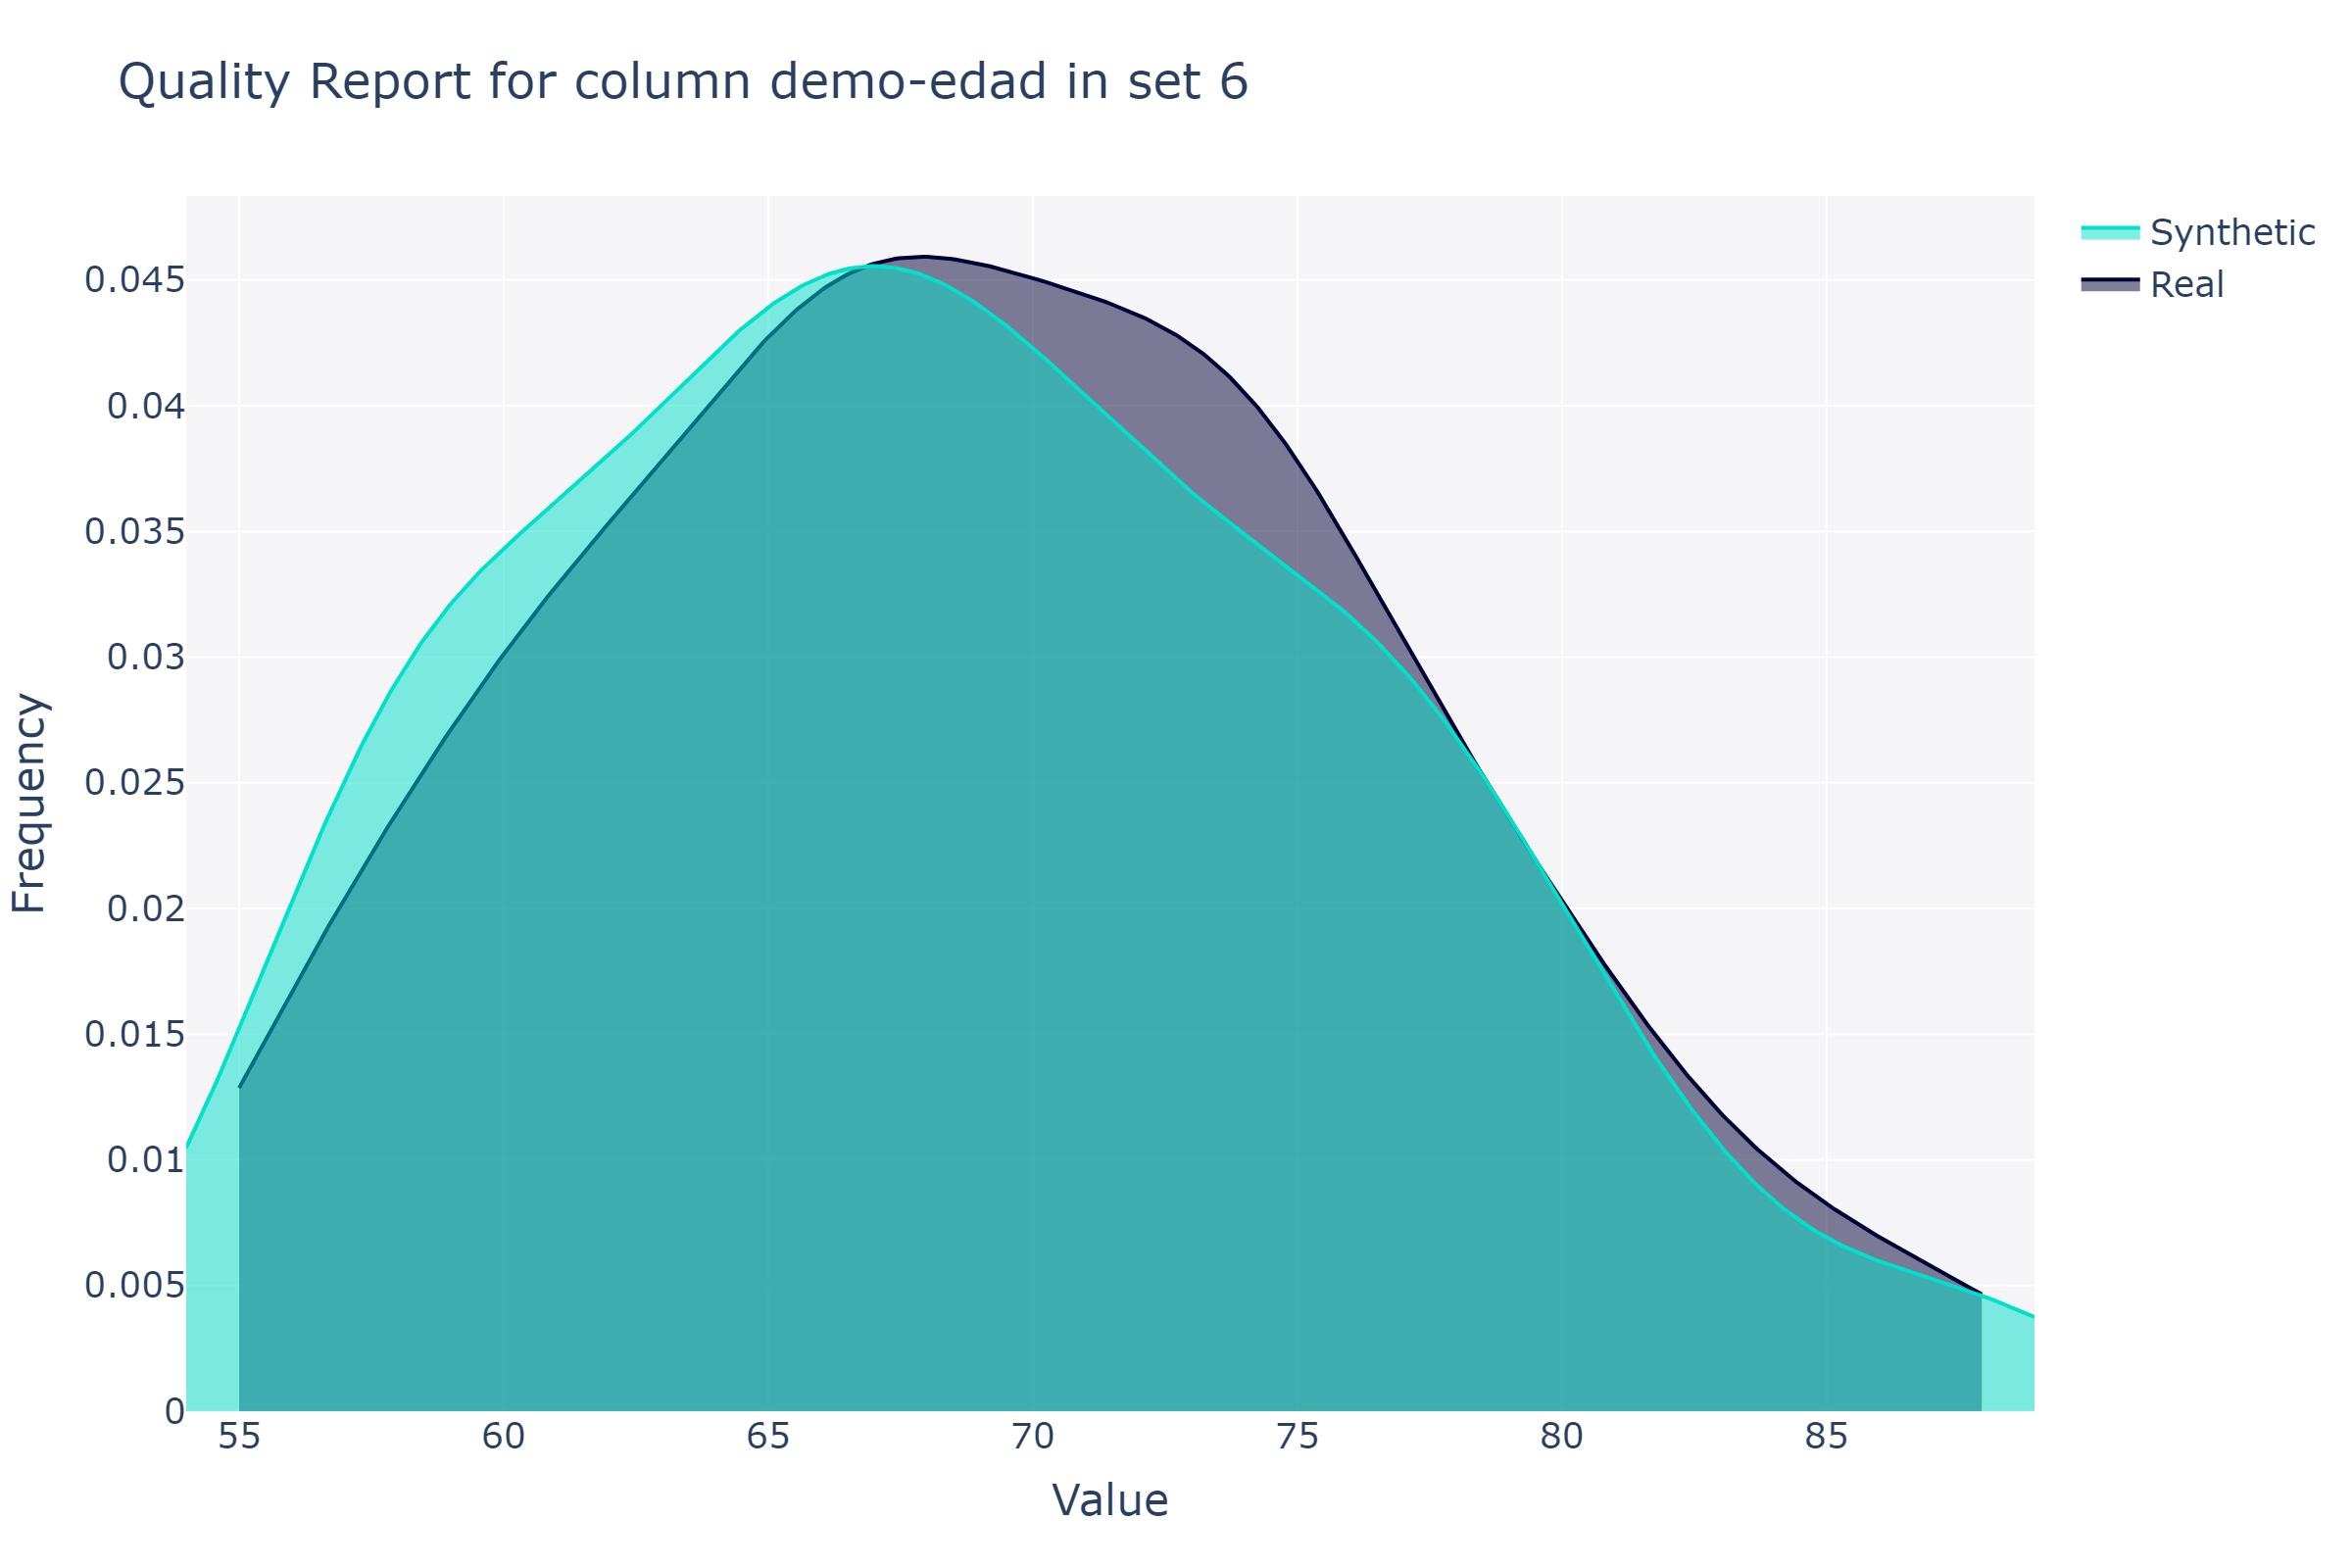 Quality Report for column demo-edad in set 6
Synthetic
Real
0.045
0.04
0.035
0.03
0.025
0.02
0.015
0.01
0.005
0
55 60 65 70 75 80 85
Value
Frequency